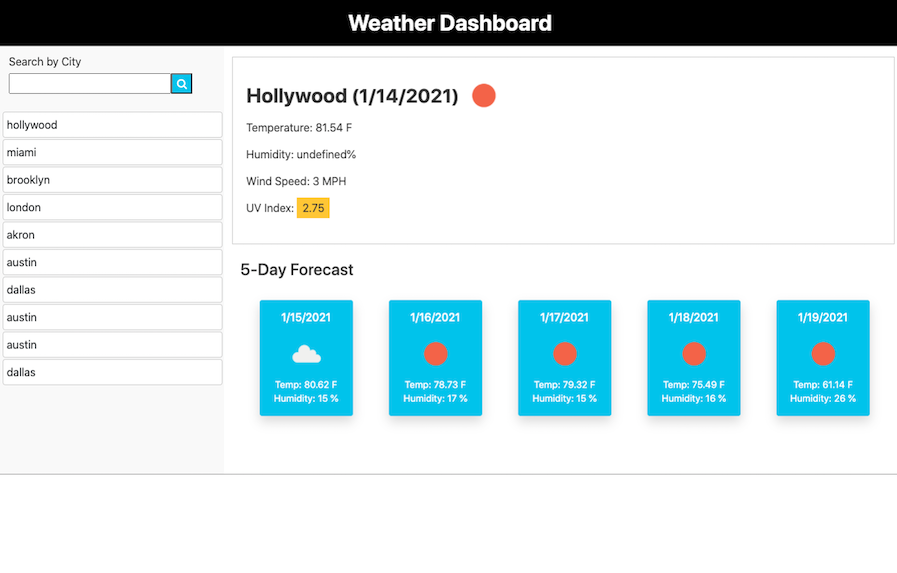 Weather Dashboard
Search by City
hollywood
miami
brooklyn
london
akron
austin
dallas
austin
austin
dallas
Hollywood (1/14/2021)
Temperature: 81.54 F
Humidity: undefined%
Wind Speed: 3 MPH
UV Index: 2.75
5-Day Forecast
1/15/2021
Temp: 80.62 F
Humidity: 15 %
1/16/2021
Temp: 78.73 F
Humidity: 17 %
1/17/2021
Temp: 79.32 F
Humidity: 15 %
1/18/2021
Temp: 75.49 F
Humidity: 16 %
1/19/2021
Temp: 61.14 F
Humidity: 26 %